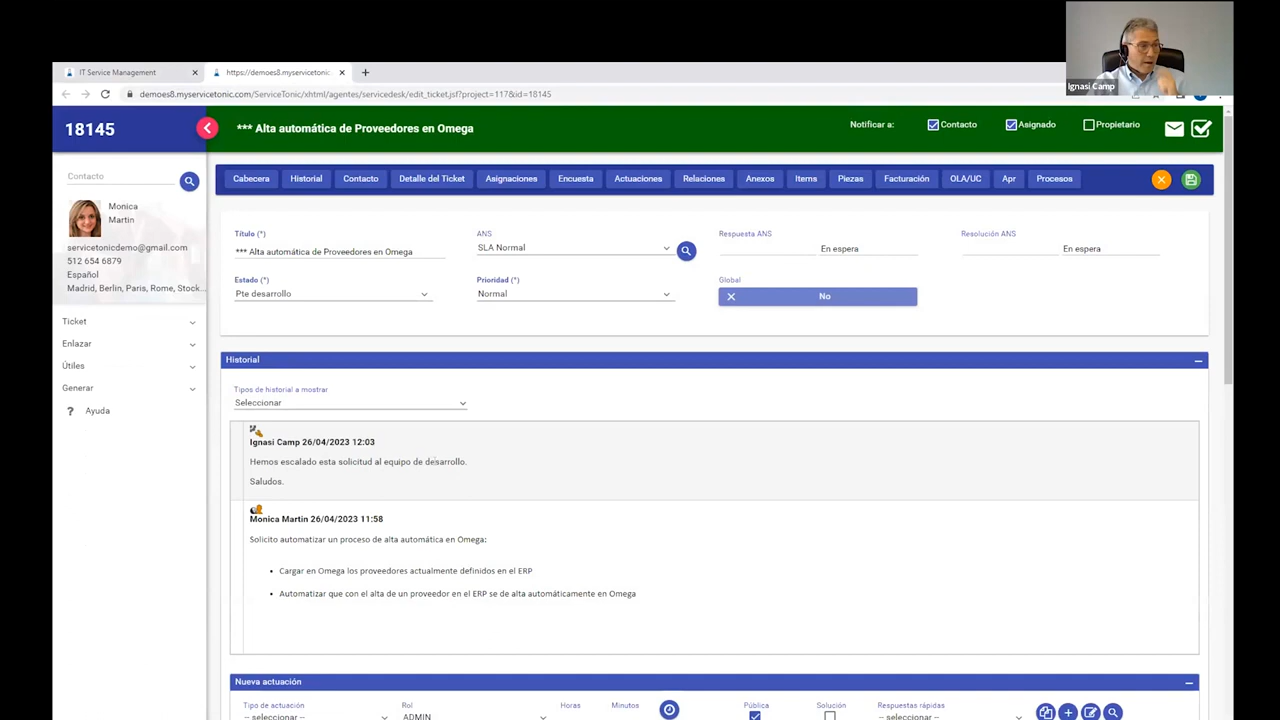 Ignasi Camp
IT Service Management
https://demoes8.myservicetonic
demoes8.myservicetonic.com/ServiceTonic/xhtml/agentes/servicedesk/edit_ticket.jsf?project=117&id=18145
18145
*** Alta automática de Proveedores en Omega
Notificar a: Contacto Asignado Propietario
Contacto
Cabecera Historial Contacto Detalle del Ticket Asignaciones Encuesta Actuaciones Relaciones Anexos Items Piezas Facturación OLA/UC Apr Procesos
Monica
Martin
servicetonicdemo@gmail.com
512 654 6879
Español
Madrid, Berlin, Paris, Rome, Stock...
Ticket
Enlazar
Útiles
Generar
? Ayuda
Título (*) ANS Respuesta ANS Resolución ANS
*** Alta automática de Proveedores en Omega SLA Normal En espera En espera
Estado (*) Prioridad (*) Global
Pte desarrollo Normal No
Historial
Tipos de historial a mostrar
Seleccionar
Ignasi Camp 26/04/2023 12:03
Hemos escalado esta solicitud al equipo de desarrollo.
Saludos.
Monica Martin 26/04/2023 11:58
Solicito automatizar un proceso de alta automática en Omega:
• Cargar en Omega los proveedores actualmente definidos en el ERP
• Automatizar que con el alta de un proveedor en el ERP se de alta automáticamente en Omega
Nueva actuación
Tipo de actuación Rol Horas Minutos Pública Solución Respuestas rápidas
-- seleccionar -- ADMIN -- seleccionar --